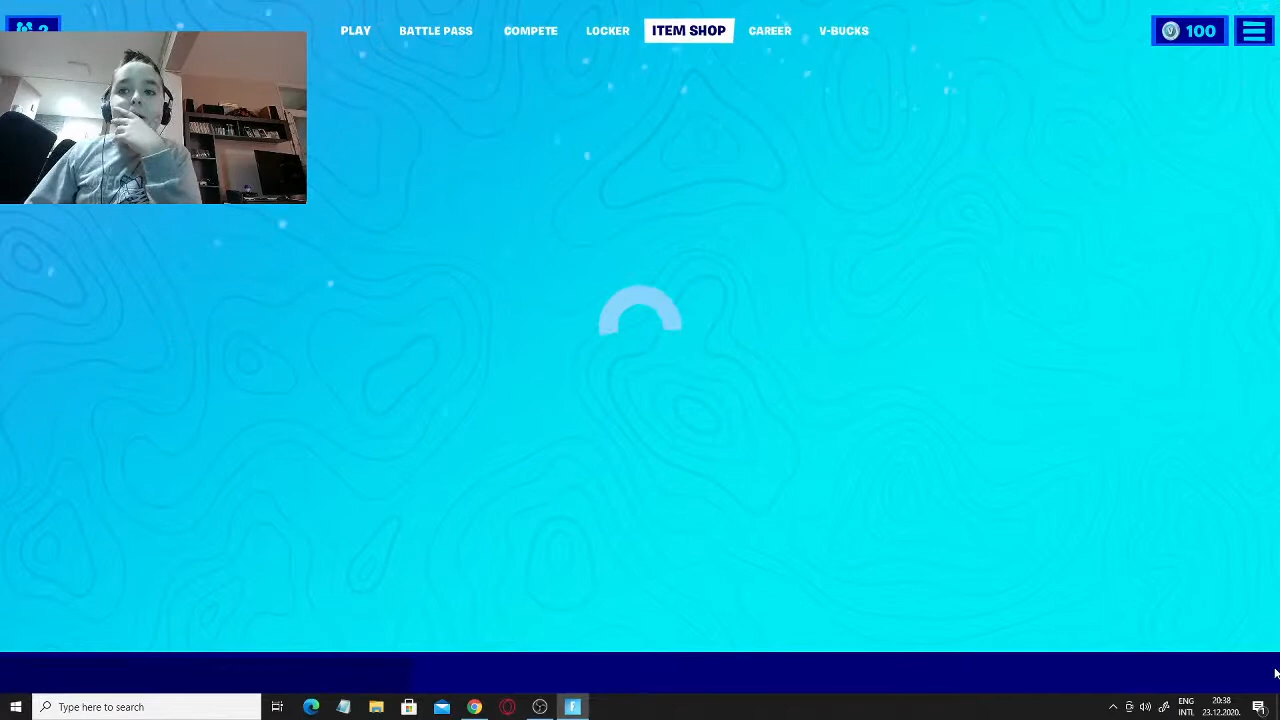 PLAY BATTLE PASS COMPETE LOCKER ITEM SHOP CAREER V-BUCKS 100
Type here to search
ENG 20:38
INTL 23.12.2020.